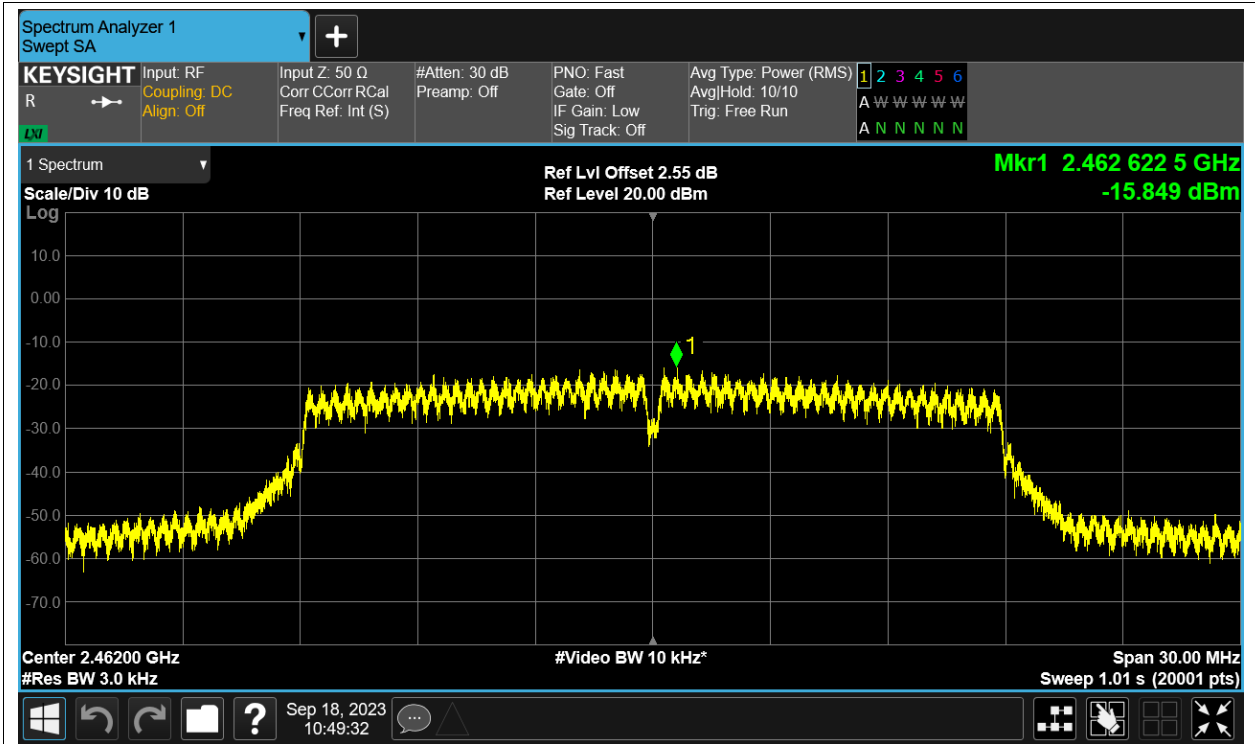 Spectrum Analyzer 1
Swept SA
KEYSIGHT
R
LXI
Input: RF
Coupling: DC
Align: Off
Input Z: 50 Ω
Corr CCorr RCal
Freq Ref: Int (S)
#Atten: 30 dB
Preamp: Off
PNO: Fast
Gate: Off
IF Gain: Low
Sig Track: Off
Avg Type: Power (RMS)
Avg|Hold: 10/10
Trig: Free Run
1 2 3 4 5 6
A W W W W W
A N N N N N
1 Spectrum
Scale/Div 10 dB
Ref Lvl Offset 2.55 dB
Ref Level 20.00 dBm
Mkr1 2.462 622 5 GHz
-15.849 dBm
Log
10.0
0.00
-10.0
1
-20.0
-30.0
-40.0
-50.0
-60.0
-70.0
Center 2.46200 GHz
#Video BW 10 kHz*
Span 30.00 MHz
#Res BW 3.0 kHz
Sweep 1.01 s (20001 pts)
?
Sep 18, 2023
10:49:32